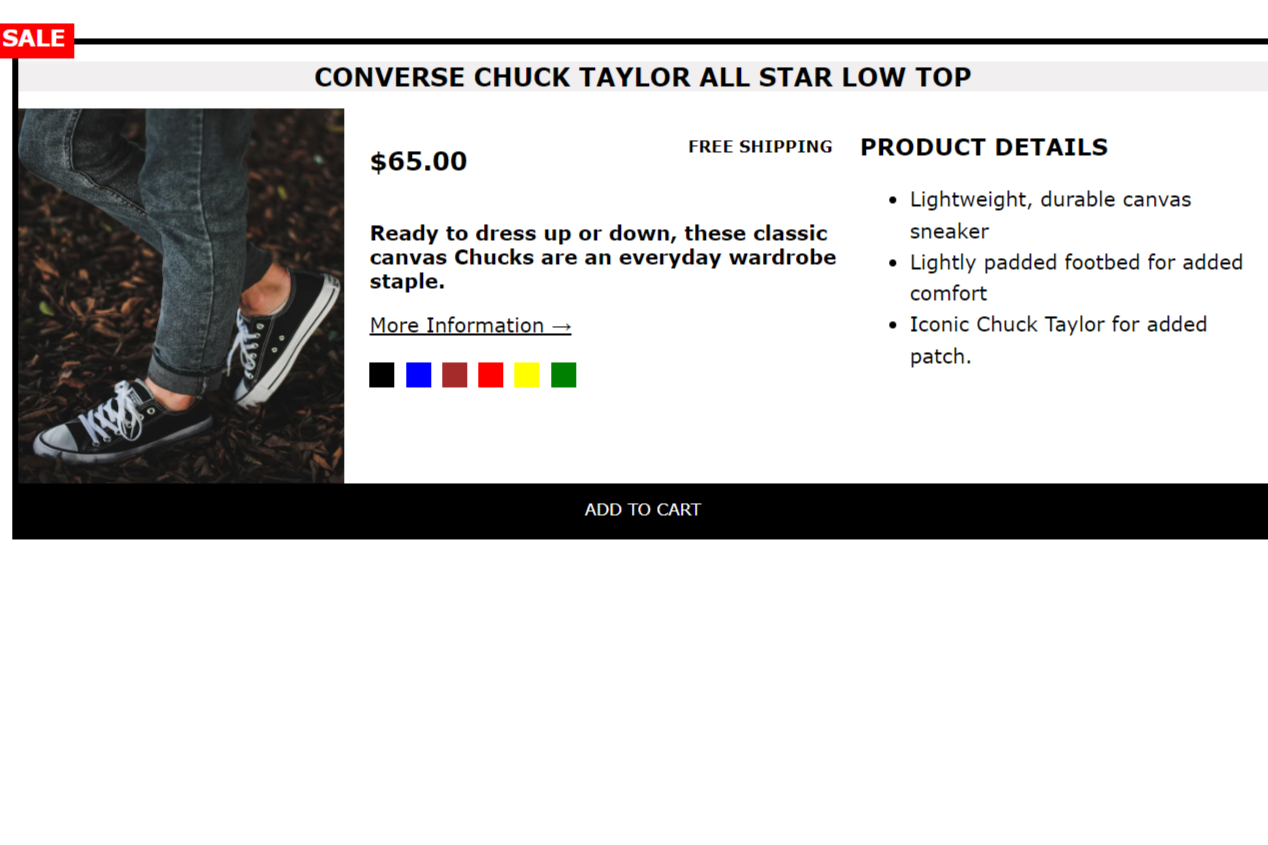 SALE
CONVERSE CHUCK TAYLOR ALL STAR LOW TOP
$65.00
FREE SHIPPING
Ready to dress up or down, these classic
canvas Chucks are an everyday wardrobe
staple.
More Information →
PRODUCT DETAILS
Lightweight, durable canvas
sneaker
Lightly padded footbed for added
comfort
Iconic Chuck Taylor for added
patch.
ADD TO CART